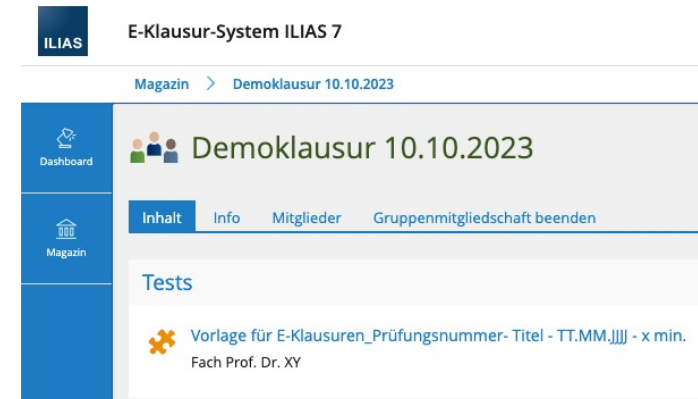 ILIAS
E-Klausur-System ILIAS 7
Magazin > Demoklausur 10.10.2023
Dashboard
Demoklausur 10.10.2023
Inhalt Info Mitglieder Gruppenmitgliedschaft beenden
Magazin
Tests
Vorlage für E-Klausuren_Prüfungsnummer- Titel - TT.MM.JJJJ - x min.
Fach Prof. Dr. XY